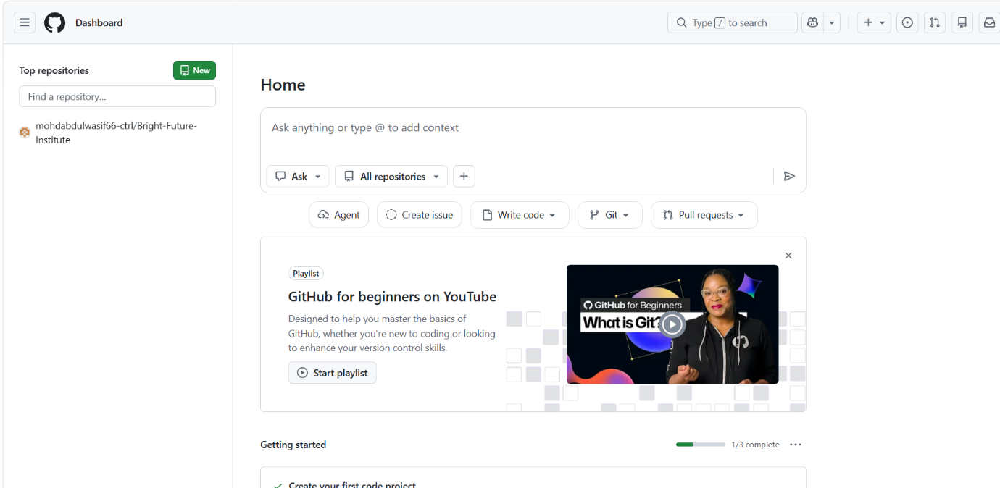 Dashboard
Type / to search
Top repositories
New
Find a repository...
mohdabdulwasif66-ctrl/Bright-Future-
Institute
Home
Ask anything or type @ to add context
Ask
All repositories
Agent
Create issue
Write code
Git
Pull requests
Playlist
GitHub for beginners on YouTube
Designed to help you master the basics of
GitHub, whether you're new to coding or looking
to enhance your version control skills.
Start playlist
GitHub for Beginners
What is Git?
Getting started
1/3 complete
Create your first code project